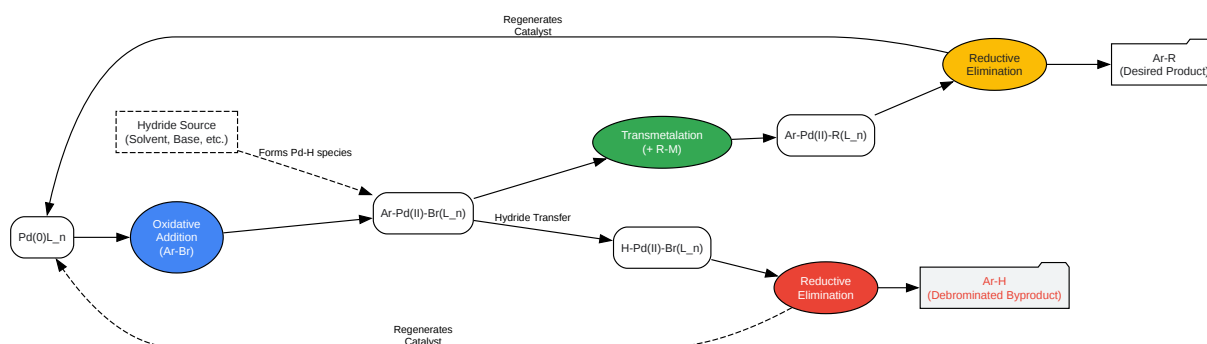 Regenerates
Catalyst
Reductive
Elimination
Ar-R
(Desired Product)
Hydride Source
(Solvent, Base, etc.)
Forms Pd-H species
Transmetalation
(+ R-M)
Ar-Pd(II)-R(L_n)
Pd(0)L_n
Oxidative
Addition
(Ar-Br)
Ar-Pd(II)-Br(L_n)
Hydride Transfer
H-Pd(II)-Br(L_n)
Reductive
Elimination
Ar-H
(Debrominated Byproduct)
Regenerates
Catalyst